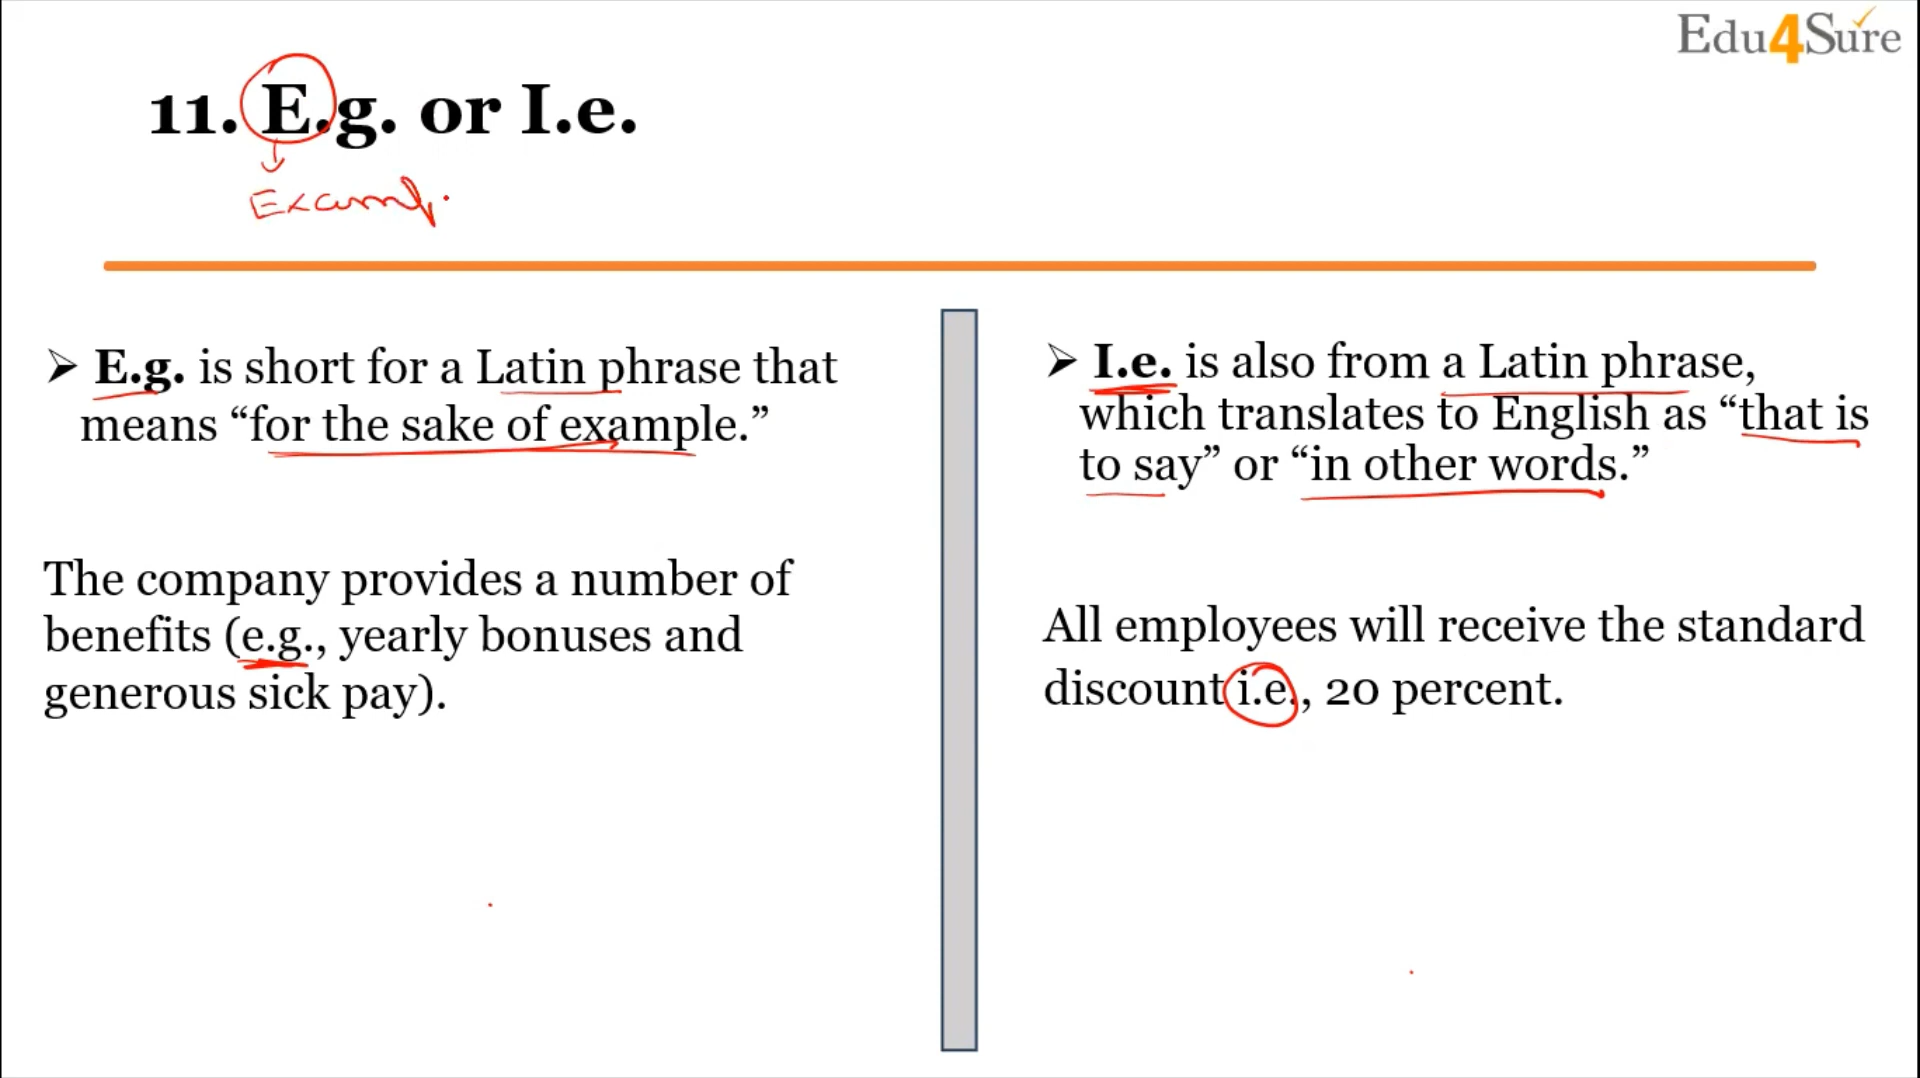 Edu4Sure
11. E.g. or I.e.
➢ E.g. is short for a Latin phrase that
means “for the sake of example.”
The company provides a number of
benefits (e.g., yearly bonuses and
generous sick pay).
➢ I.e. is also from a Latin phrase,
which translates to English as “that is
to say” or “in other words.”
All employees will receive the standard
discount i.e., 20 percent.